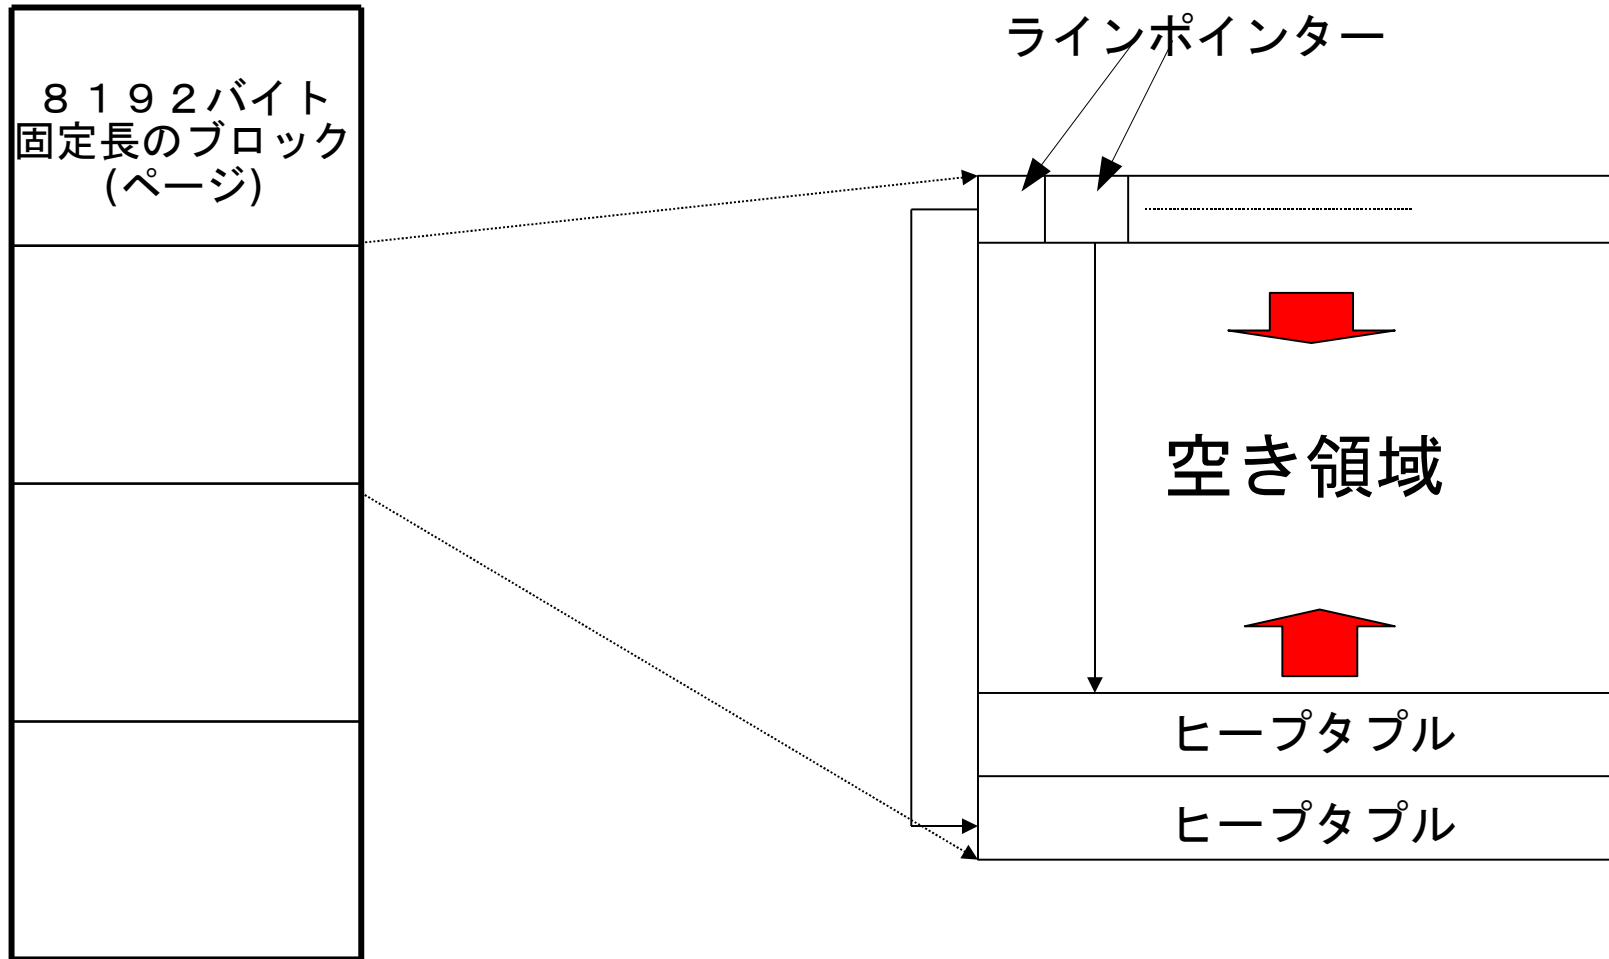 ８１９２バイト
固定長のブロック
(ページ)
ラインポインター
空き領域
ヒープタプル
ヒープタプル